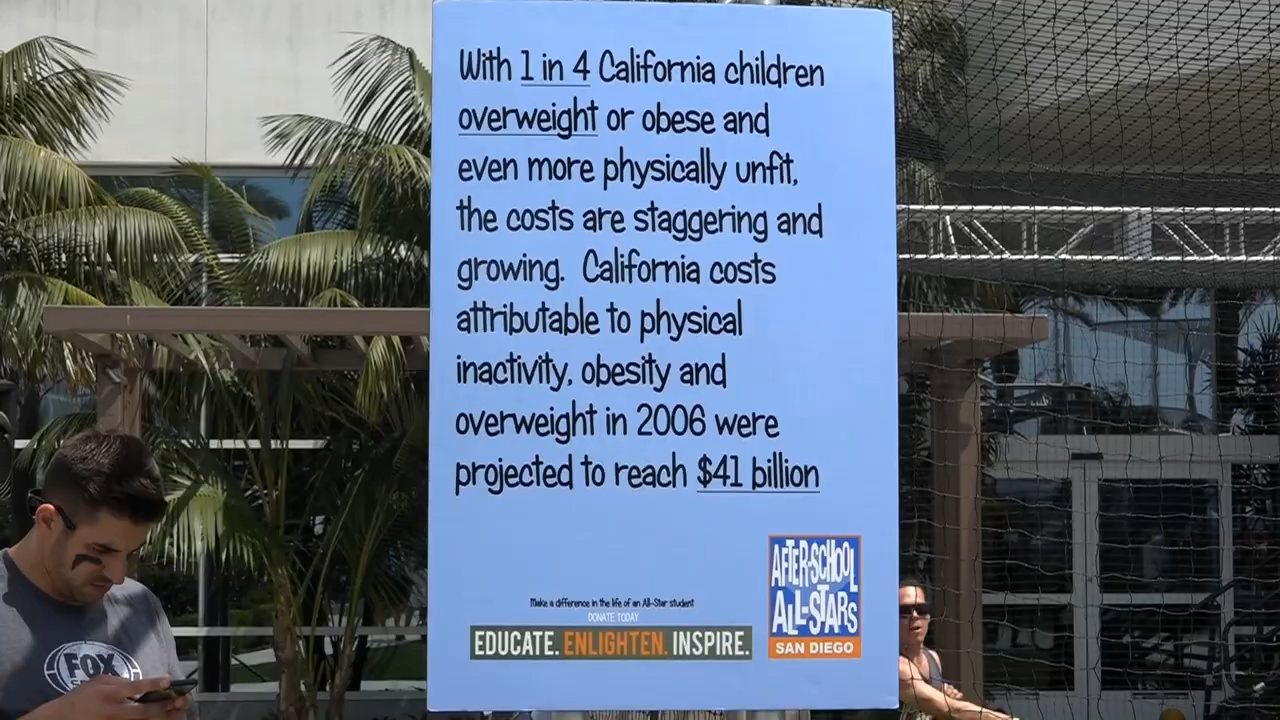 With 1 in 4 California children
overweight or obese and
even more physically unfit,
the costs are staggering and
growing. California costs
attributable to physical
inactivity, obesity and
overweight in 2006 were
projected to reach $41 billion
Make a difference in the life of an All-Star student
DONATE TODAY
EDUCATE. ENLIGHTEN. INSPIRE.
AFTER-SCHOOL
ALL-STARS
SAN DIEGO
FOX